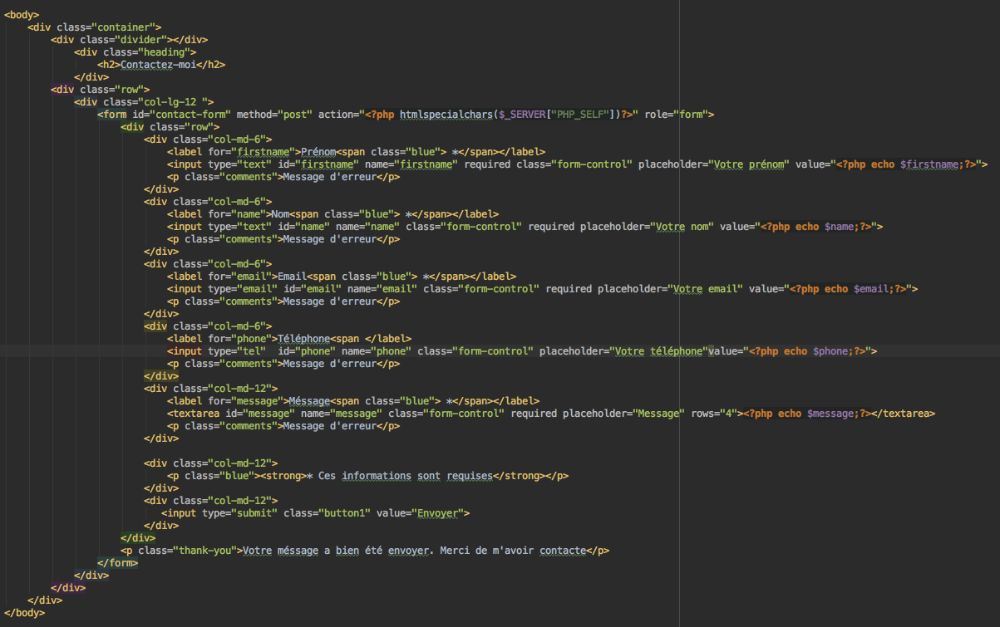 <body>
<div class="container">
<div class="divider"></div>
<div class="heading">
<h2>Contactez-moi</h2>
</div>
<div class="row">
<div class="col-lg-12 ">
<form id="contact-form" method="post" action="<?php htmlspecialchars($_SERVER["PHP_SELF"])?>" role="form">
<div class="row">
<div class="col-md-6">
<label for="firstname">Prénom<span class="blue"> *</span></label>
<input type="text" id="firstname" name="firstname" required class="form-control" placeholder="Votre prénom" value="<?php echo $firstname;?>">
<p class="comments">Message d'erreur</p>
</div>
<div class="col-md-6">
<label for="name">Nom<span class="blue"> *</span></label>
<input type="text" id="name" name="name" class="form-control" required placeholder="Votre nom" value="<?php echo $name;?>">
<p class="comments">Message d'erreur</p>
</div>
<div class="col-md-6">
<label for="email">Email<span class="blue"> *</span></label>
<input type="email" id="email" name="email" class="form-control" required placeholder="Votre email" value="<?php echo $email;?>">
<p class="comments">Message d'erreur</p>
</div>
<div class="col-md-6">
<label for="phone">Téléphone<span </label>
<input type="tel"  id="phone" name="phone" class="form-control" placeholder="Votre téléphone"value="<?php echo $phone;?>">
<p class="comments">Message d'erreur</p>
</div>
<div class="col-md-12">
<label for="message">Méssage<span class="blue"> *</span></label>
<textarea id="message" name="message" class="form-control" required placeholder="Message" rows="4"><?php echo $message;?></textarea>
<p class="comments">Message d'erreur</p>
</div>
<div class="col-md-12">
<p class="blue"><strong>* Ces informations sont requises</strong></p>
</div>
<div class="col-md-12">
<input type="submit" class="button1" value="Envoyer">
</div>
</div>
<p class="thank-you">Votre méssage a bien été envoyer. Merci de m'avoir contacte</p>
</form>
</div>
</div>
</div>
</body>